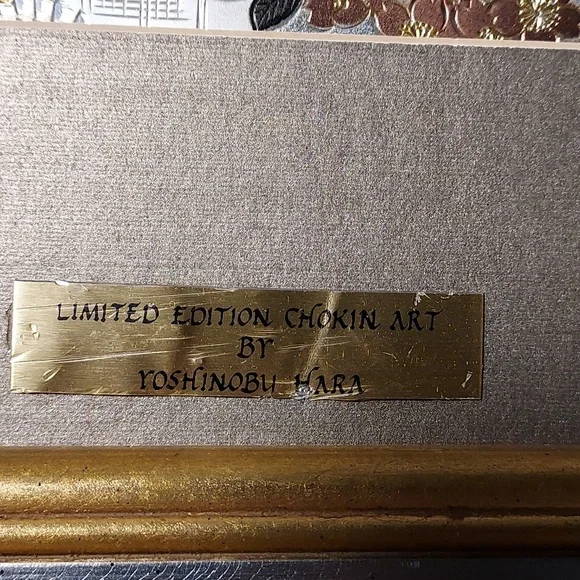 LIMITED EDITION CHOKIN ART
BY
YOSHINOBU HARA